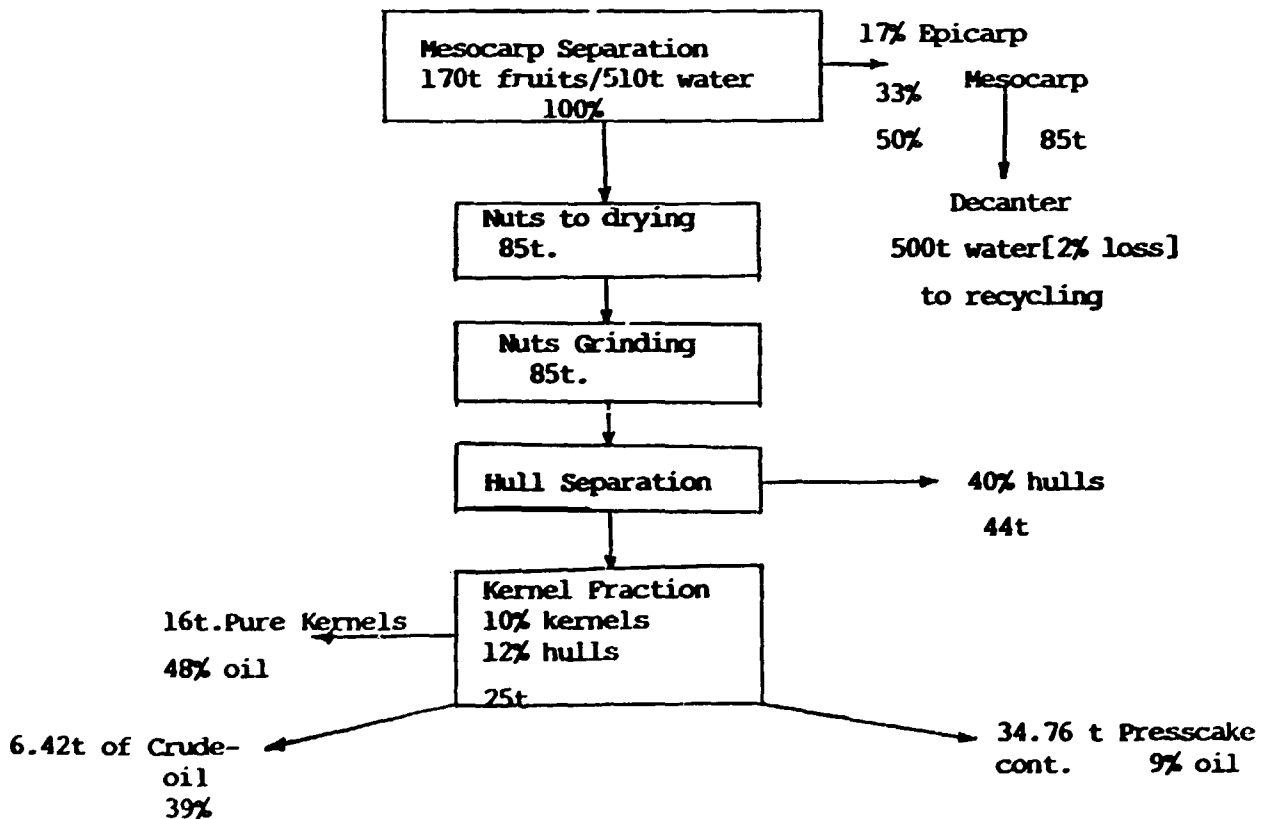 Mesocarp Separation
170t fruits/510t water
100%
17% Epicarp
33% Mesocarp
50% 85t
Decanter
500t water[2% loss]
to recycling
Nuts to drying
85t.
Nuts Grinding
85t.
Hull Separation
40% hulls
44t
Kernel Fraction
10% kernels
12% hulls
25t
16t.Pure Kernels
48% oil
6.42t of Crude-
oil
39%
34.76 t Presscake
cont. 9% oil